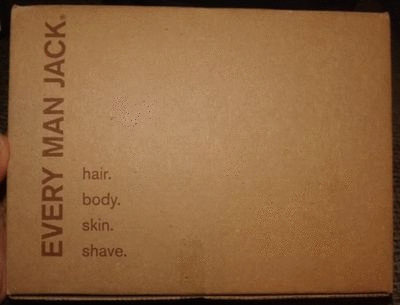 EVERY MAN JACK®
hair.
body.
skin.
shave.